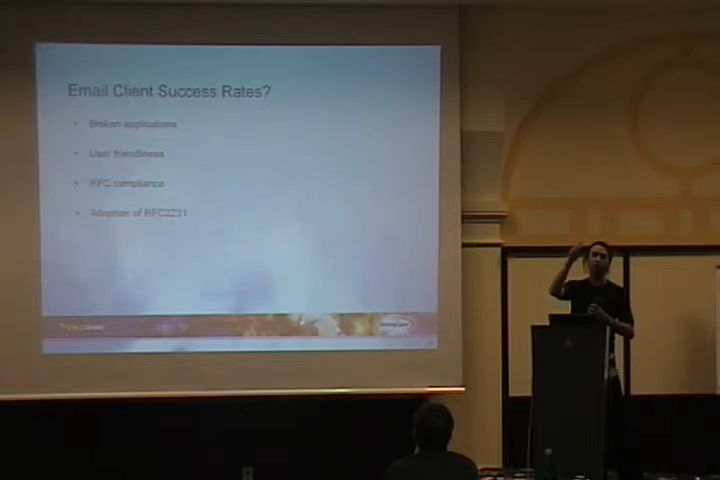 Email Client Success Rates?
• Broken applications
• User friendliness
• RFC compliance
• Adoption of RFC2231